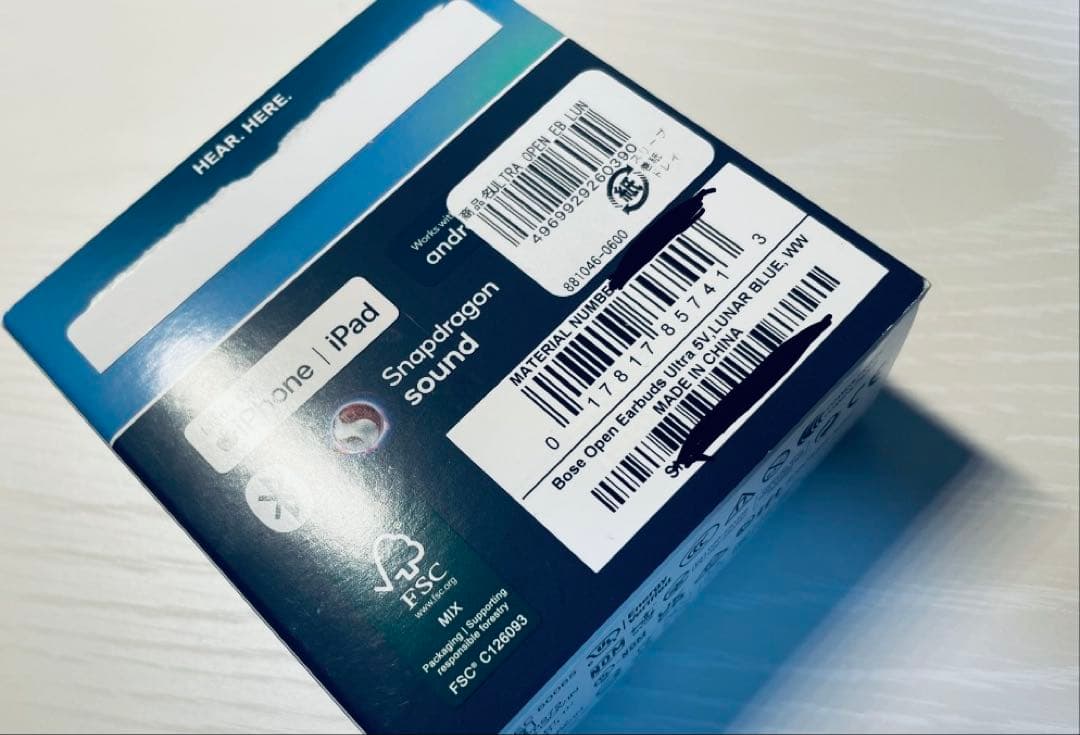 HEAR. HERE.
商品名ULTRA OPEN EB LUN
4969929260390
紙
スリーブ
巻紙
トレイ
881046-0600
Works with
andr
iPhone | iPad
Snapdragon
sound
MATERIAL NUMBE
0 17817 85741 3
Bose Open Earbuds Ultra 5V,LUNAR BLUE, WW
MADE IN CHINA
FSC
www.fsc.org
MIX
Packaging | Supporting
responsible forestry
FSC® C126093